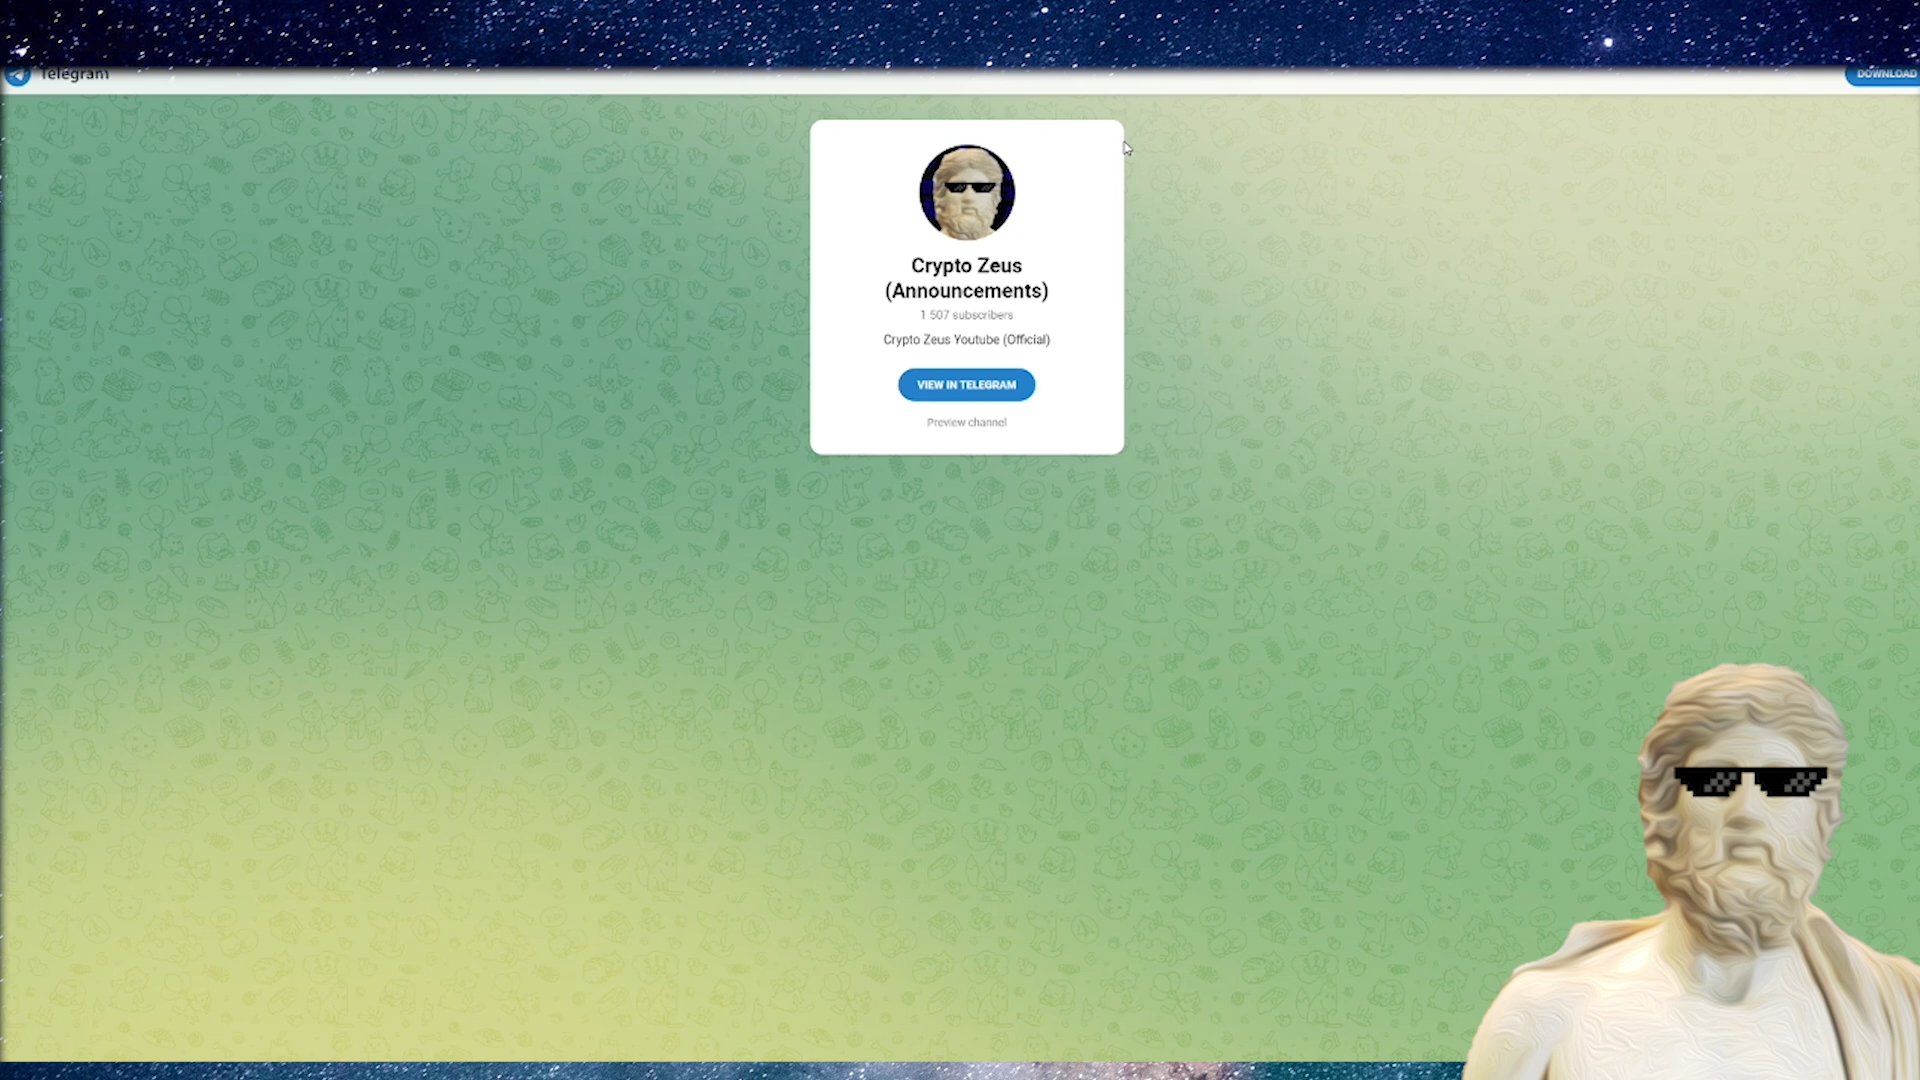 Telegram
DOWNLOAD
Crypto Zeus
(Announcements)
1 507 subscribers
Crypto Zeus Youtube (Official)
VIEW IN TELEGRAM
Preview channel